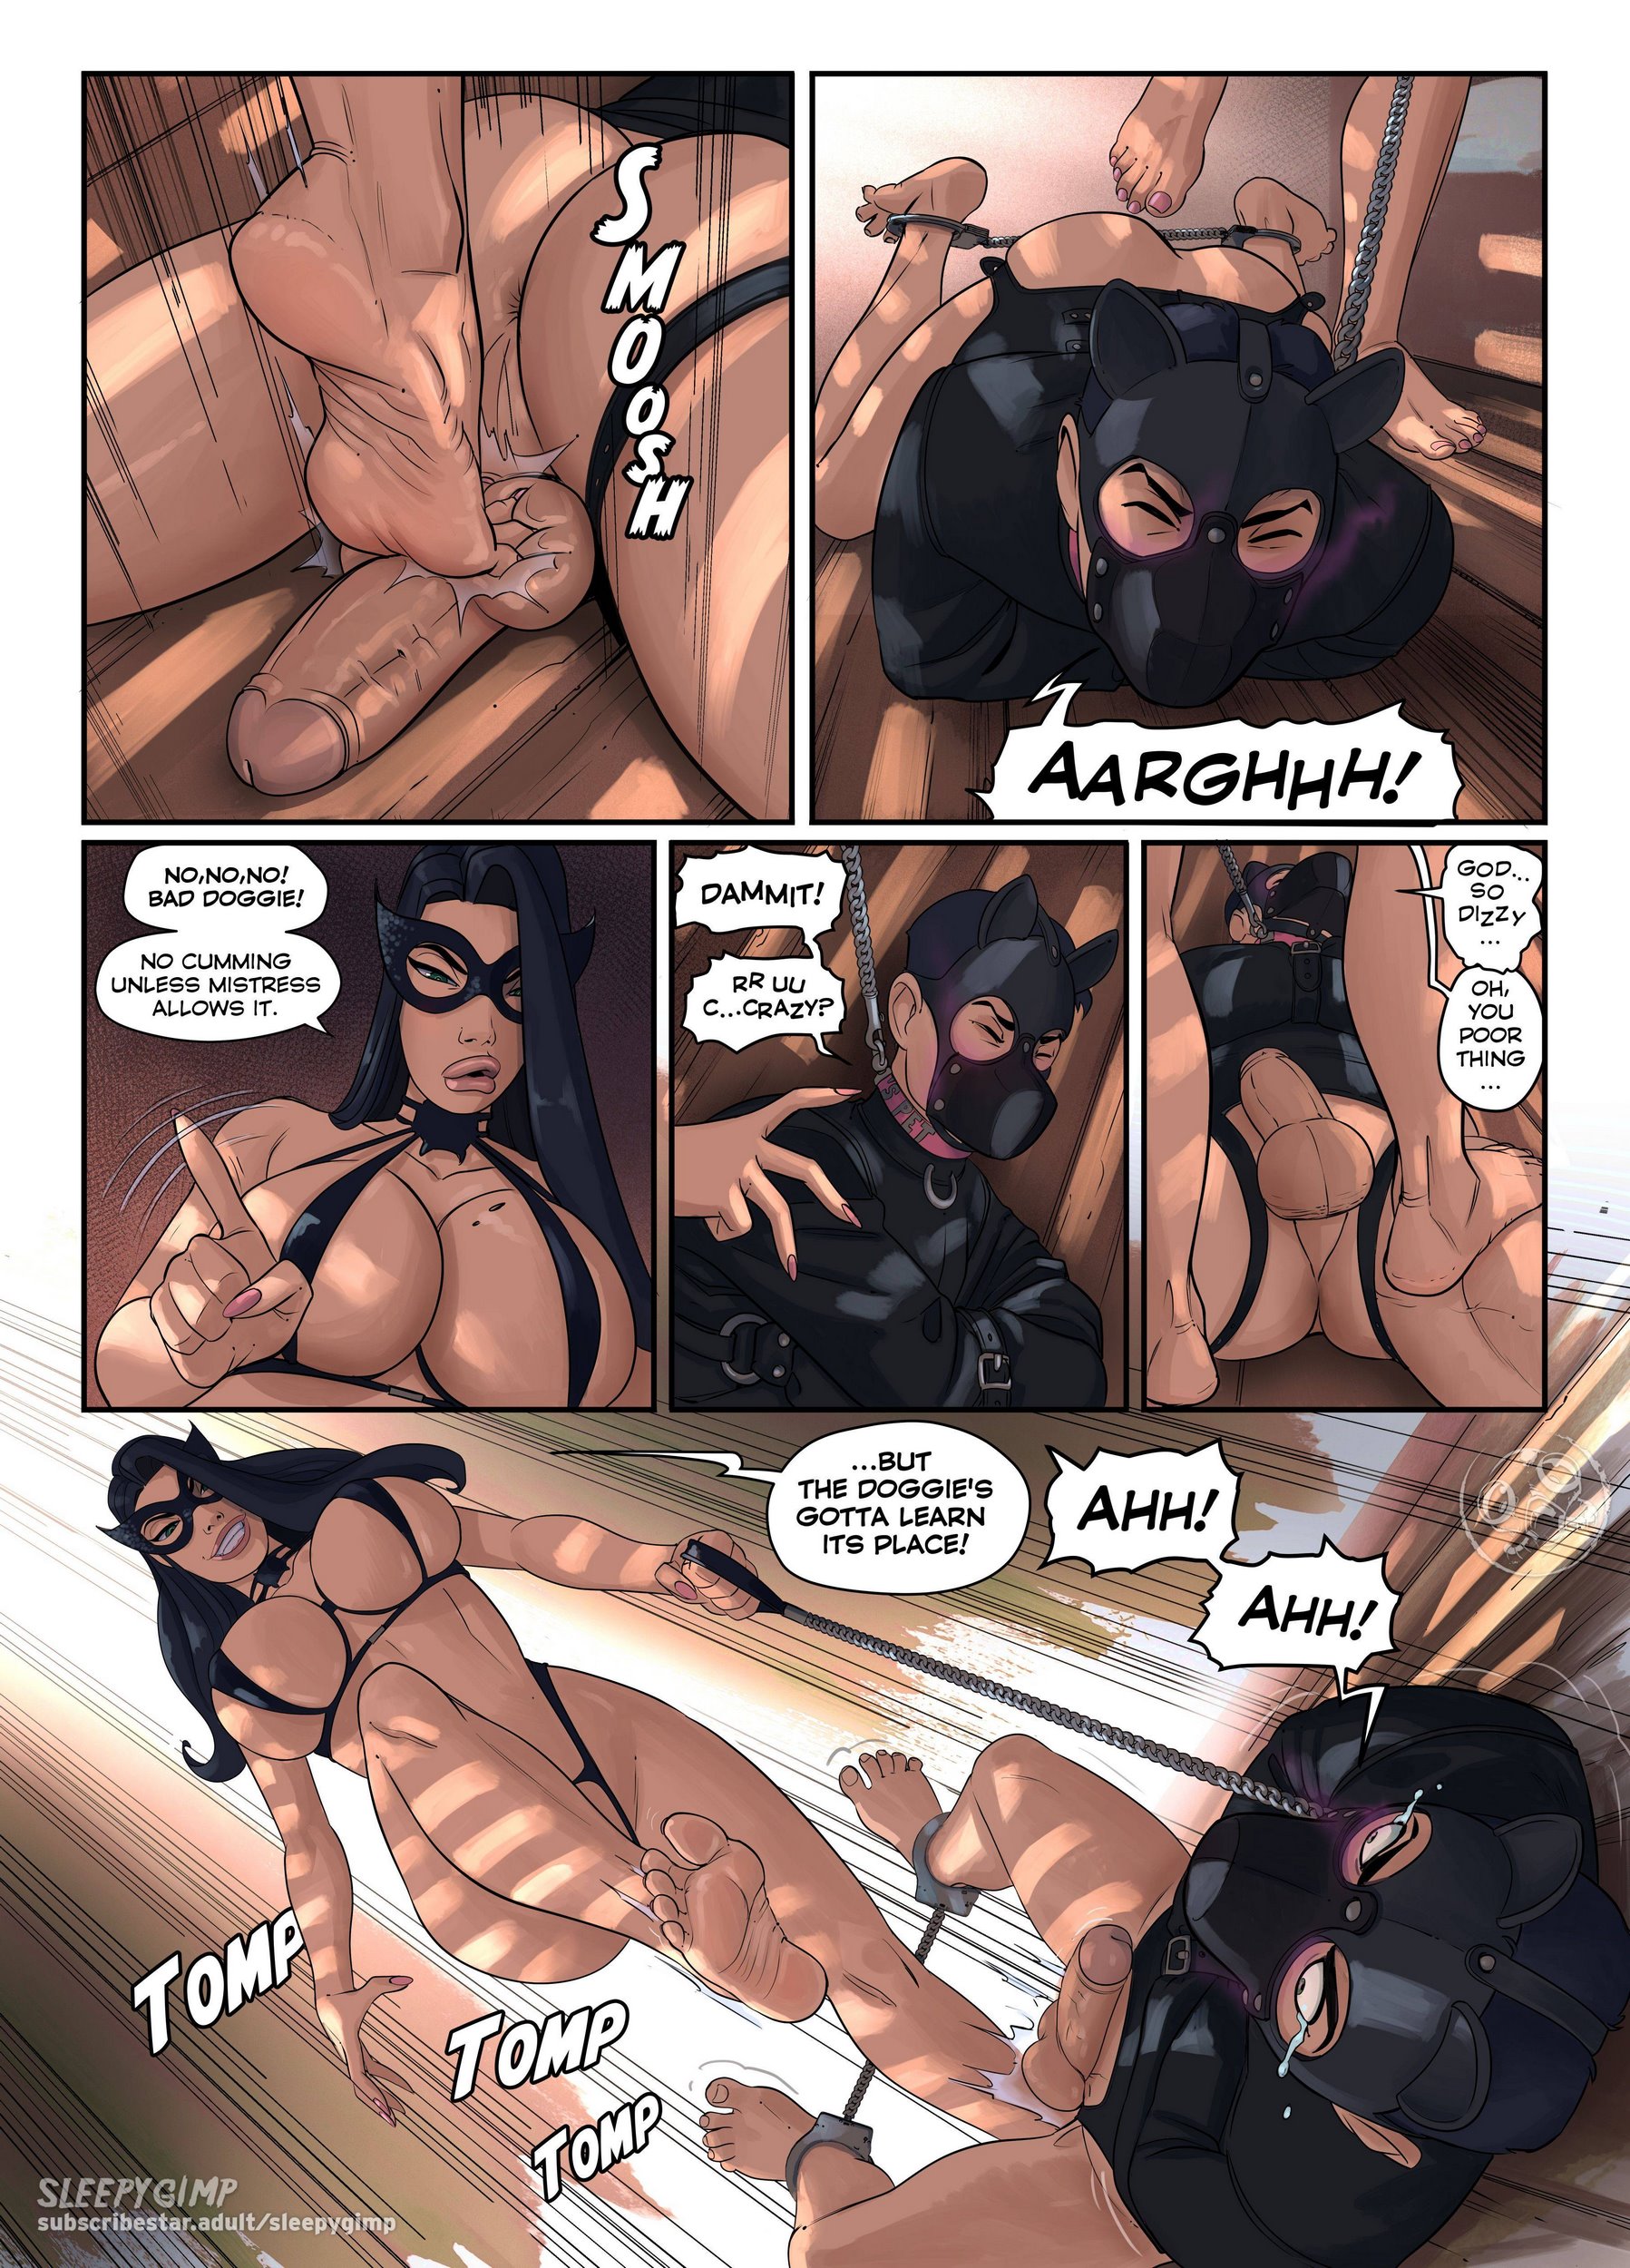 SMOOSH
AARGHHH!
NO,NO,NO!
BAD DOGGIE!
NO CUMMING
UNLESS MISTRESS
ALLOWS IT.
DAMMIT!
RR UU
C...CRAZY?
'S PET
GOD...
SO
DIZZY
...
OH,
YOU
POOR
THING
...
...BUT
THE DOGGIE'S
GOTTA LEARN
ITS PLACE!
AHH!
AHH!
TOMP
TOMP
TOMP
SLEEPYGIMP
subscribestar.adult/sleepygimp